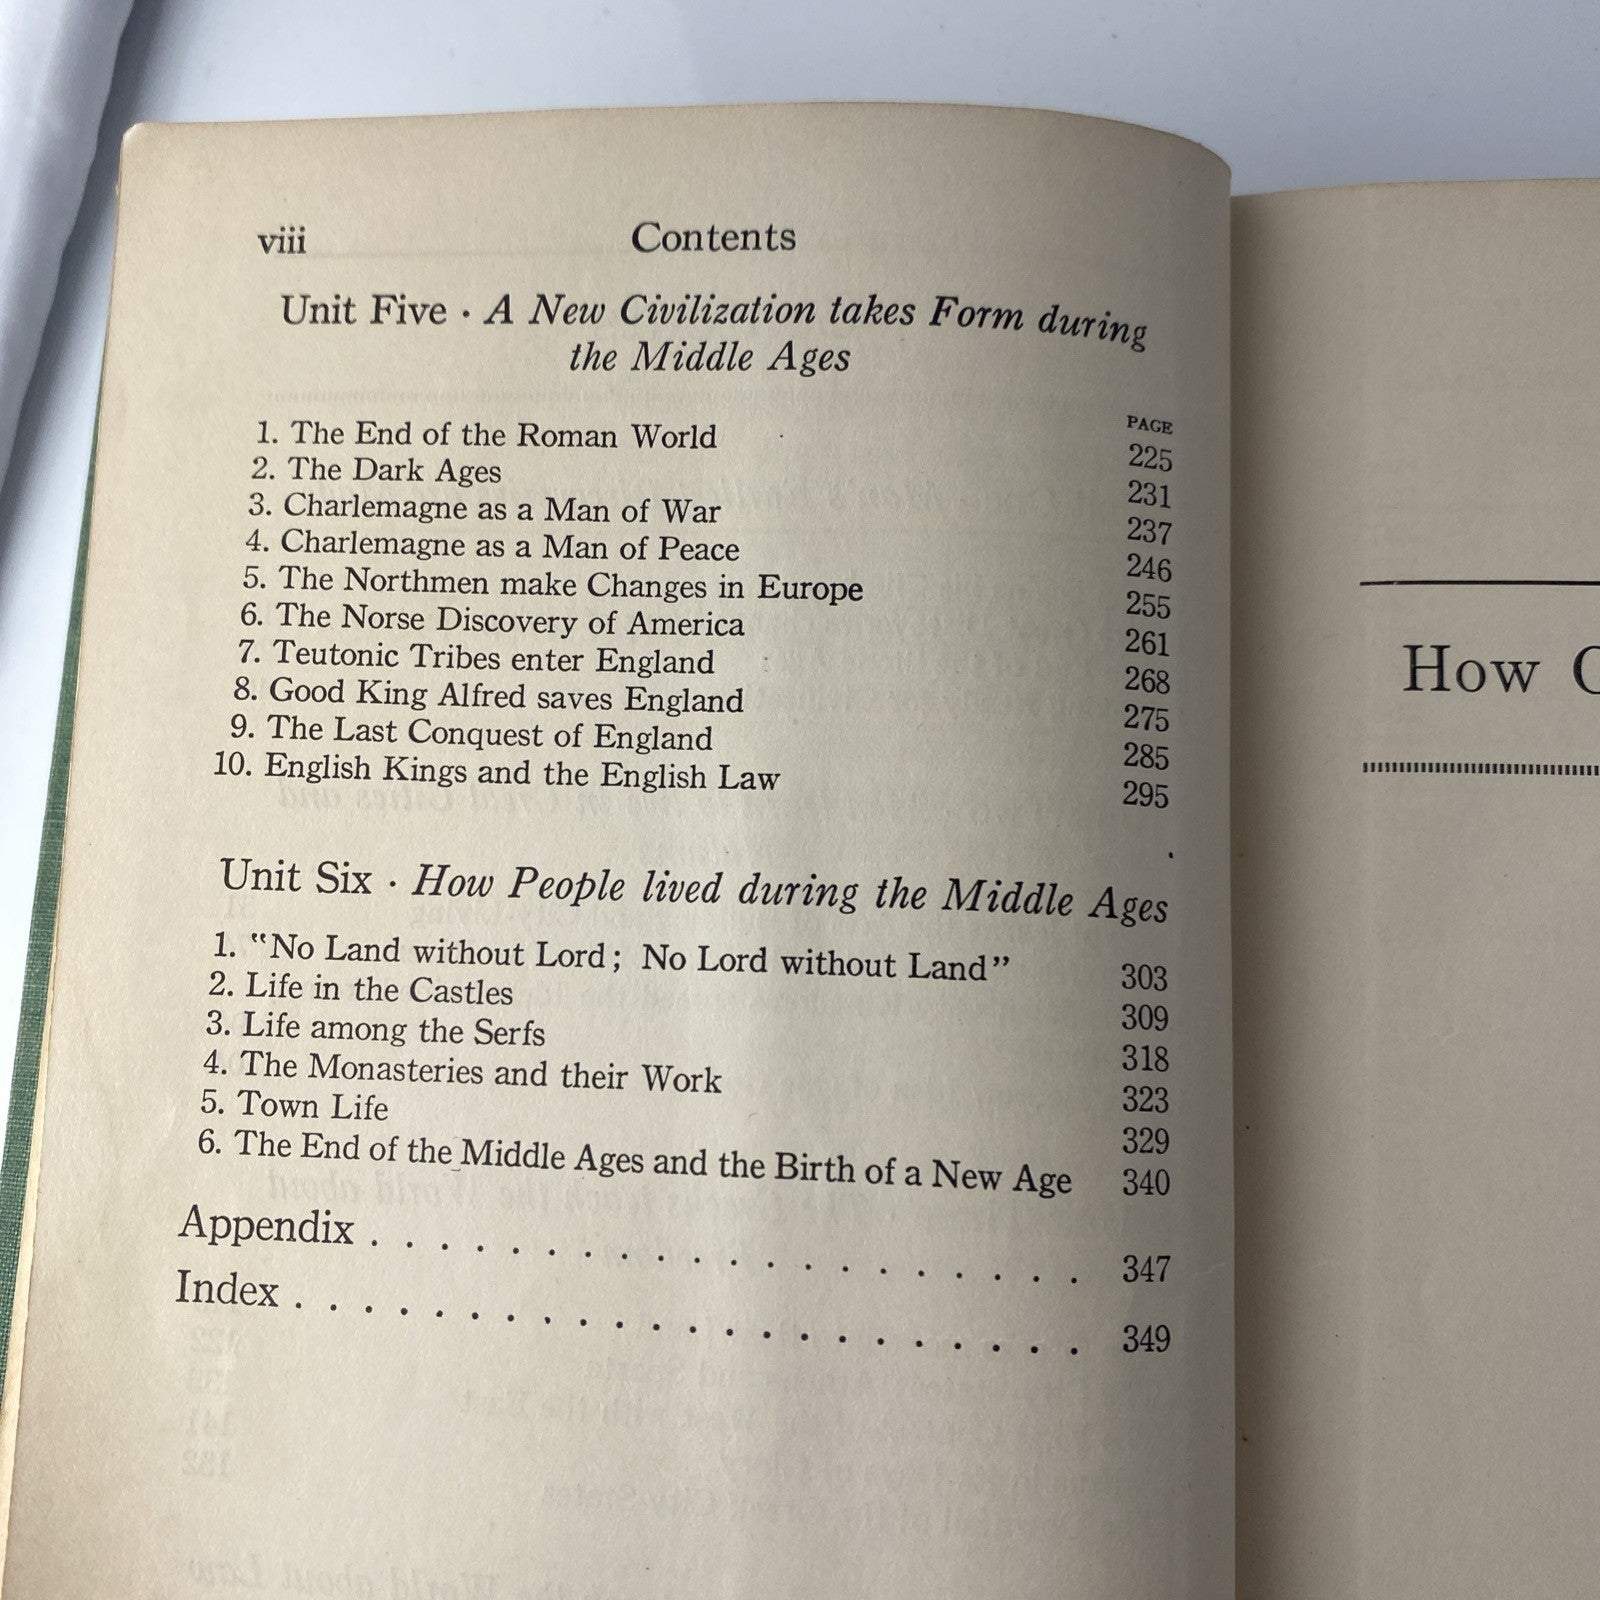 viii Contents
Unit Five · A New Civilization takes Form during
the Middle Ages
PAGE
1. The End of the Roman World 225
2. The Dark Ages 231
3. Charlemagne as a Man of War 237
4. Charlemagne as a Man of Peace 246
5. The Northmen make Changes in Europe 255
6. The Norse Discovery of America 261
7. Teutonic Tribes enter England 268
8. Good King Alfred saves England 275
9. The Last Conquest of England 285
10. English Kings and the English Law 295
Unit Six · How People lived during the Middle Ages
1. "No Land without Lord; No Lord without Land" 303
2. Life in the Castles 309
3. Life among the Serfs 318
4. The Monasteries and their Work 323
5. Town Life 329
6. The End of the Middle Ages and the Birth of a New Age 340
Appendix . . . . . . . . . . . . . . . . . . . . 347
Index . . . . . . . . . . . . . . . . . . . . . . 349
How